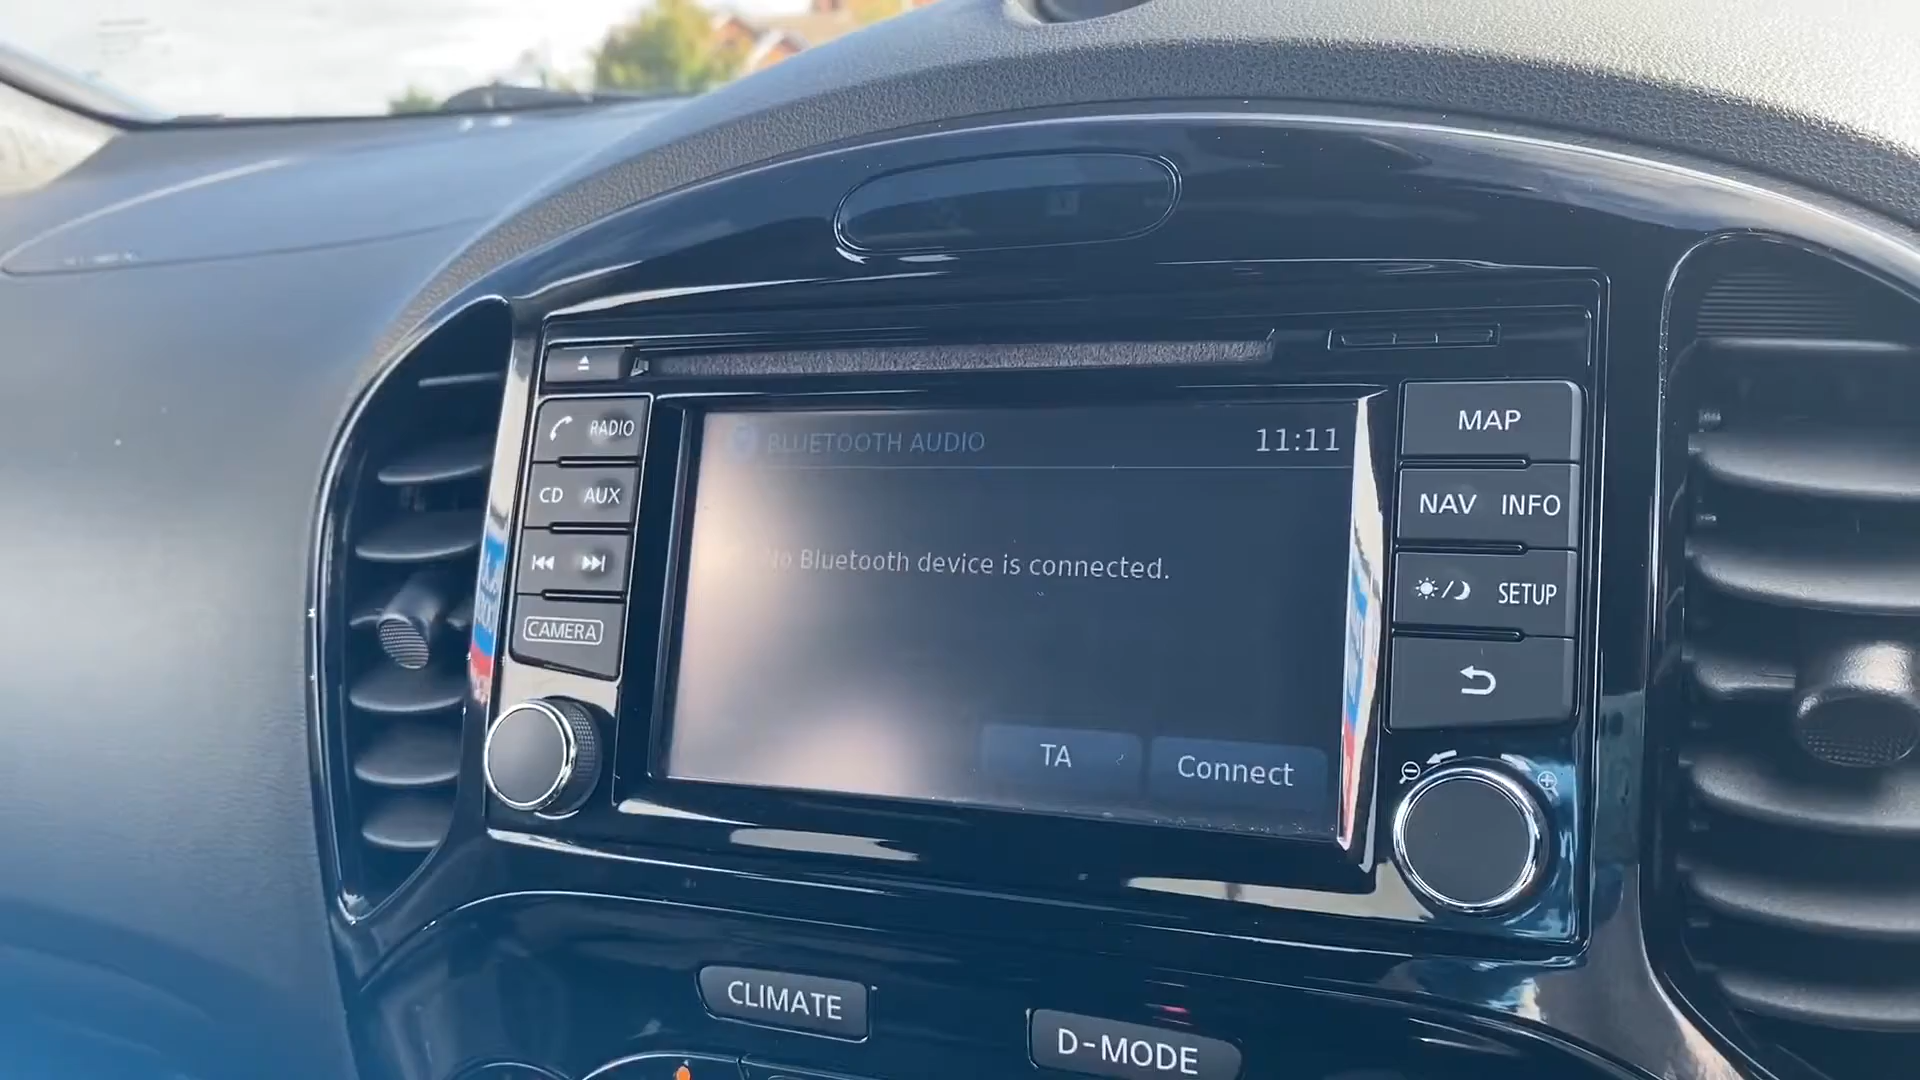 RADIO
CD AUX
CAMERA
BLUETOOTH AUDIO 11:11
No Bluetooth device is connected.
TA Connect
MAP
NAV INFO
SETUP
CLIMATE
D-MODE